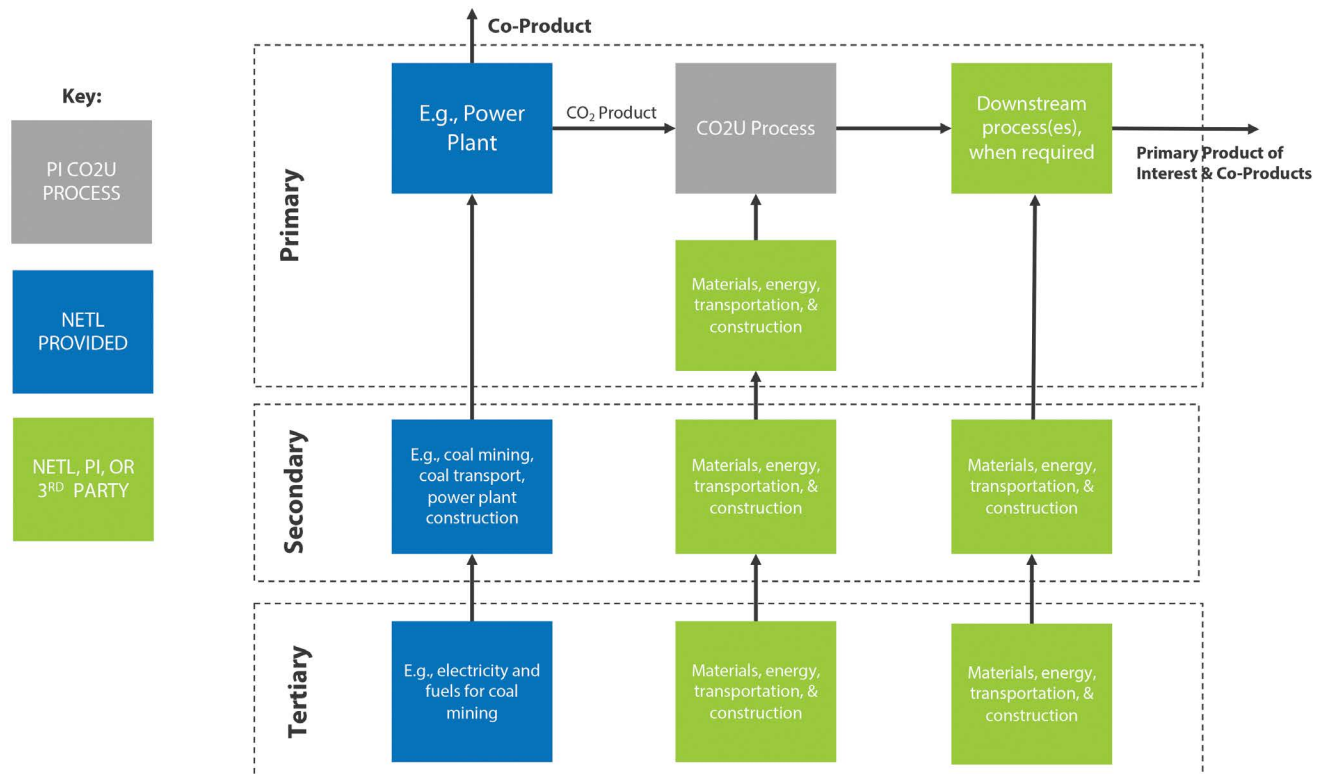 Key:
PI CO2U
PROCESS
NETL
PROVIDED
NETL, PI, OR
3RD PARTY
Co-Product
Primary
E.g., Power
Plant
CO2 Product
CO2U Process
Downstream
process(es),
when required
Primary Product of
Interest & Co-Products
Materials, energy,
transportation, &
construction
Secondary
E.g., coal mining,
coal transport,
power plant
construction
Materials, energy,
transportation, &
construction
Materials, energy,
transportation, &
construction
Tertiary
E.g., electricity and
fuels for coal
mining
Materials, energy,
transportation, &
construction
Materials, energy,
transportation, &
construction